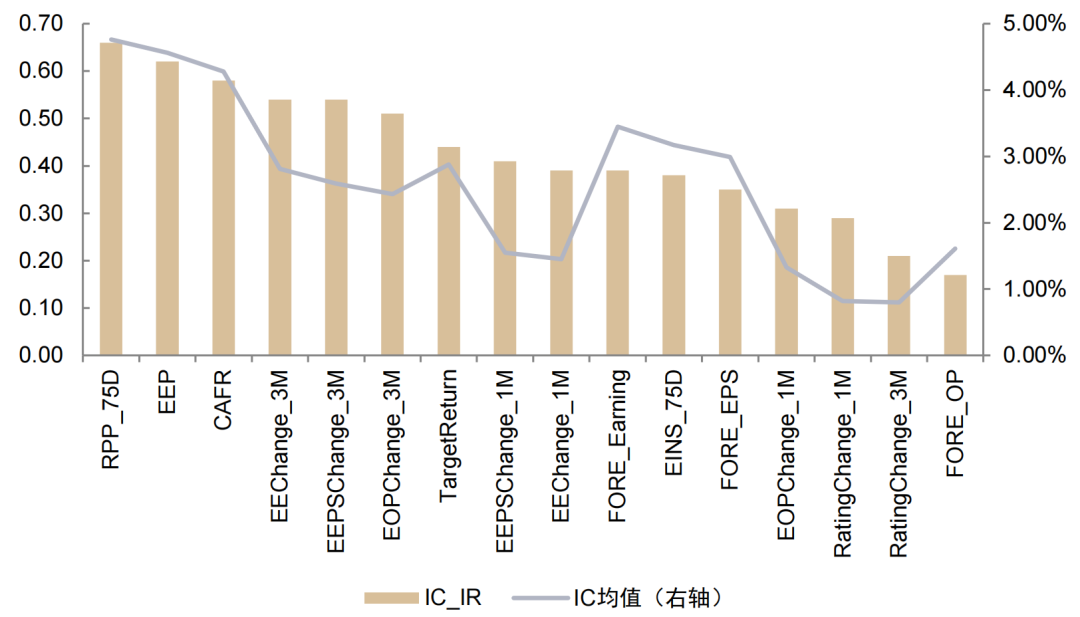 0.70
0.60
0.50
0.40
0.30
0.20
0.10
0.00
5.00%
4.00%
3.00%
2.00%
1.00%
0.00%
RPP_75D
EEP
CAFR
EEChange_3M
EEPSChange_3M
EOPChange_3M
TargetReturn
EEPSChange_1M
EEChange_1M
FORE_Earning
EINS_75D
FORE_EPS
EOPChange_1M
RatingChange_1M
RatingChange_3M
FORE_OP
IC_IR
IC均值（右轴）